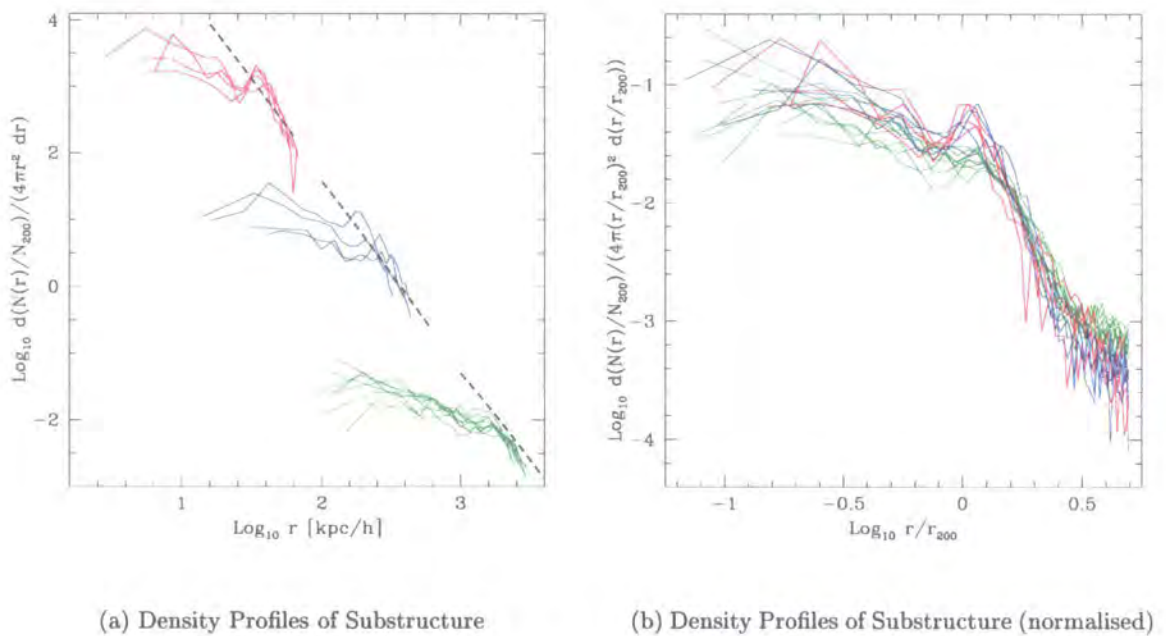 Log₁₀ d(N(r)/N₂₀₀)/(4πr² dr)
4
2
0
−2
1
2
3
Log₁₀ r [kpc/h]
(a) Density Profiles of Substructure
Log₁₀ d(N(r)/N₂₀₀)/(4π(r/r₂₀₀)² d(r/r₂₀₀))
−1
−2
−3
−4
−1
−0.5
0
0.5
Log₁₀ r/r₂₀₀
(b) Density Profiles of Substructure (normalised)